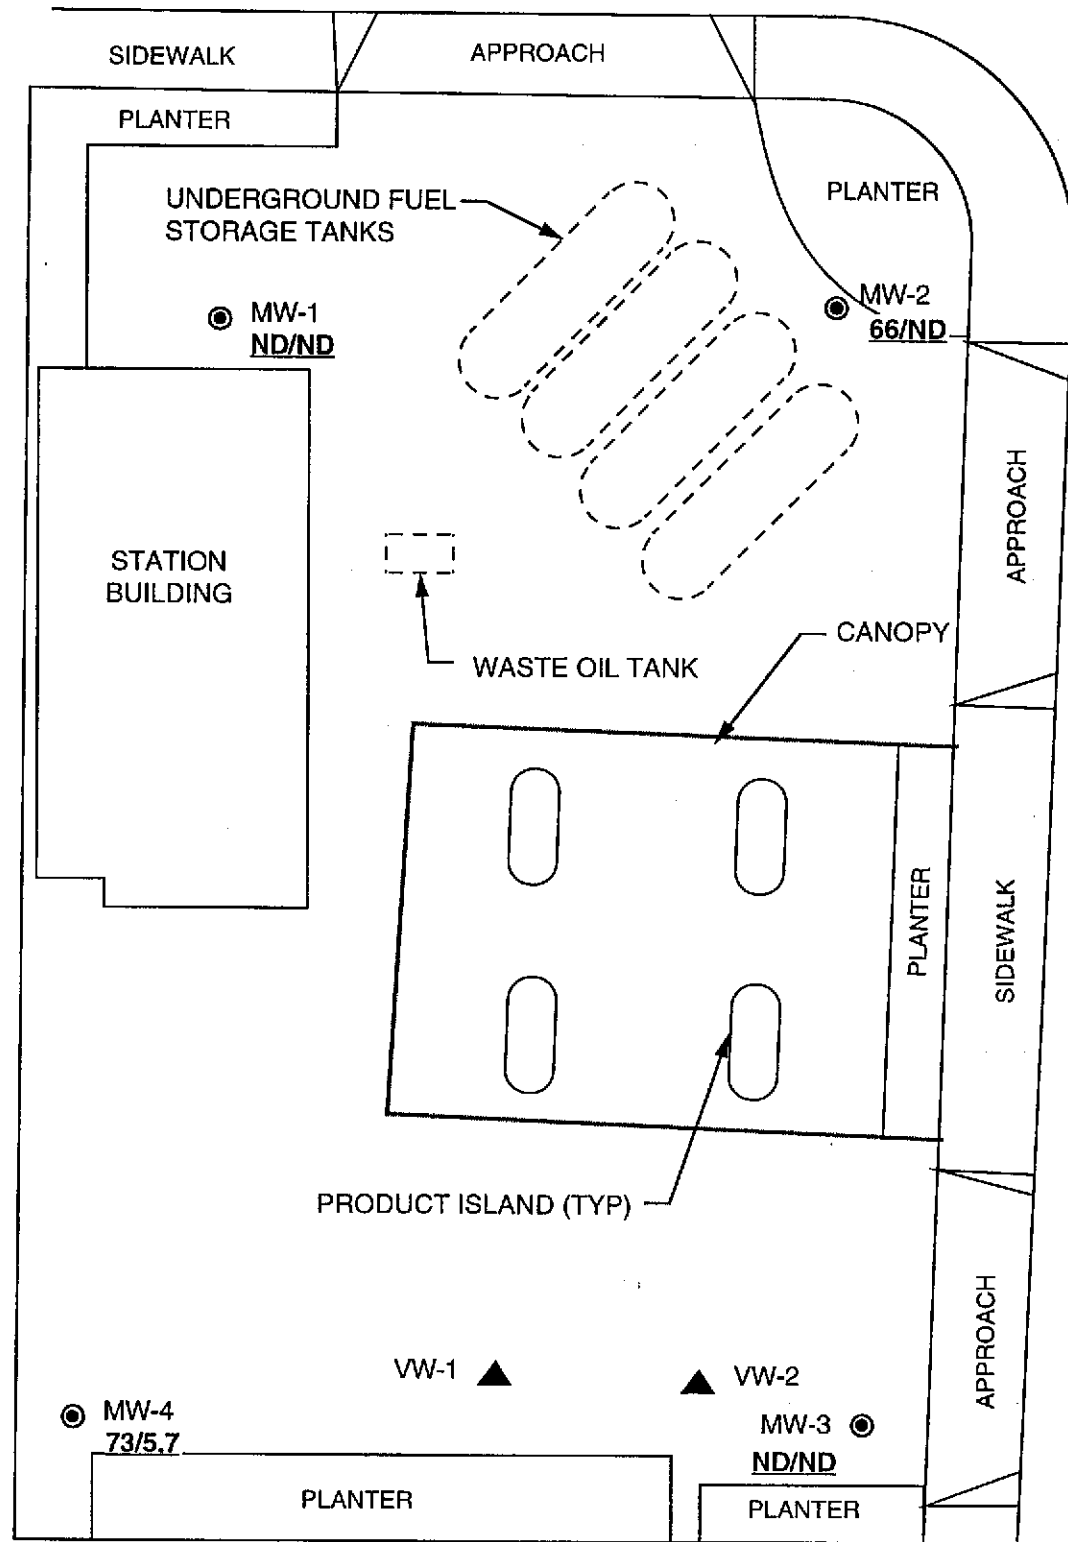 SIDEWALK
APPROACH
PLANTER
UNDERGROUND FUEL
STORAGE TANKS
PLANTER
MW-1
ND/ND
MW-2
66/ND
APPROACH
STATION
BUILDING
CANOPY
WASTE OIL TANK
PLANTER
SIDEWALK
PRODUCT ISLAND (TYP)
APPROACH
VW-1
VW-2
MW-4
73/5.7
MW-3
ND/ND
PLANTER
PLANTER